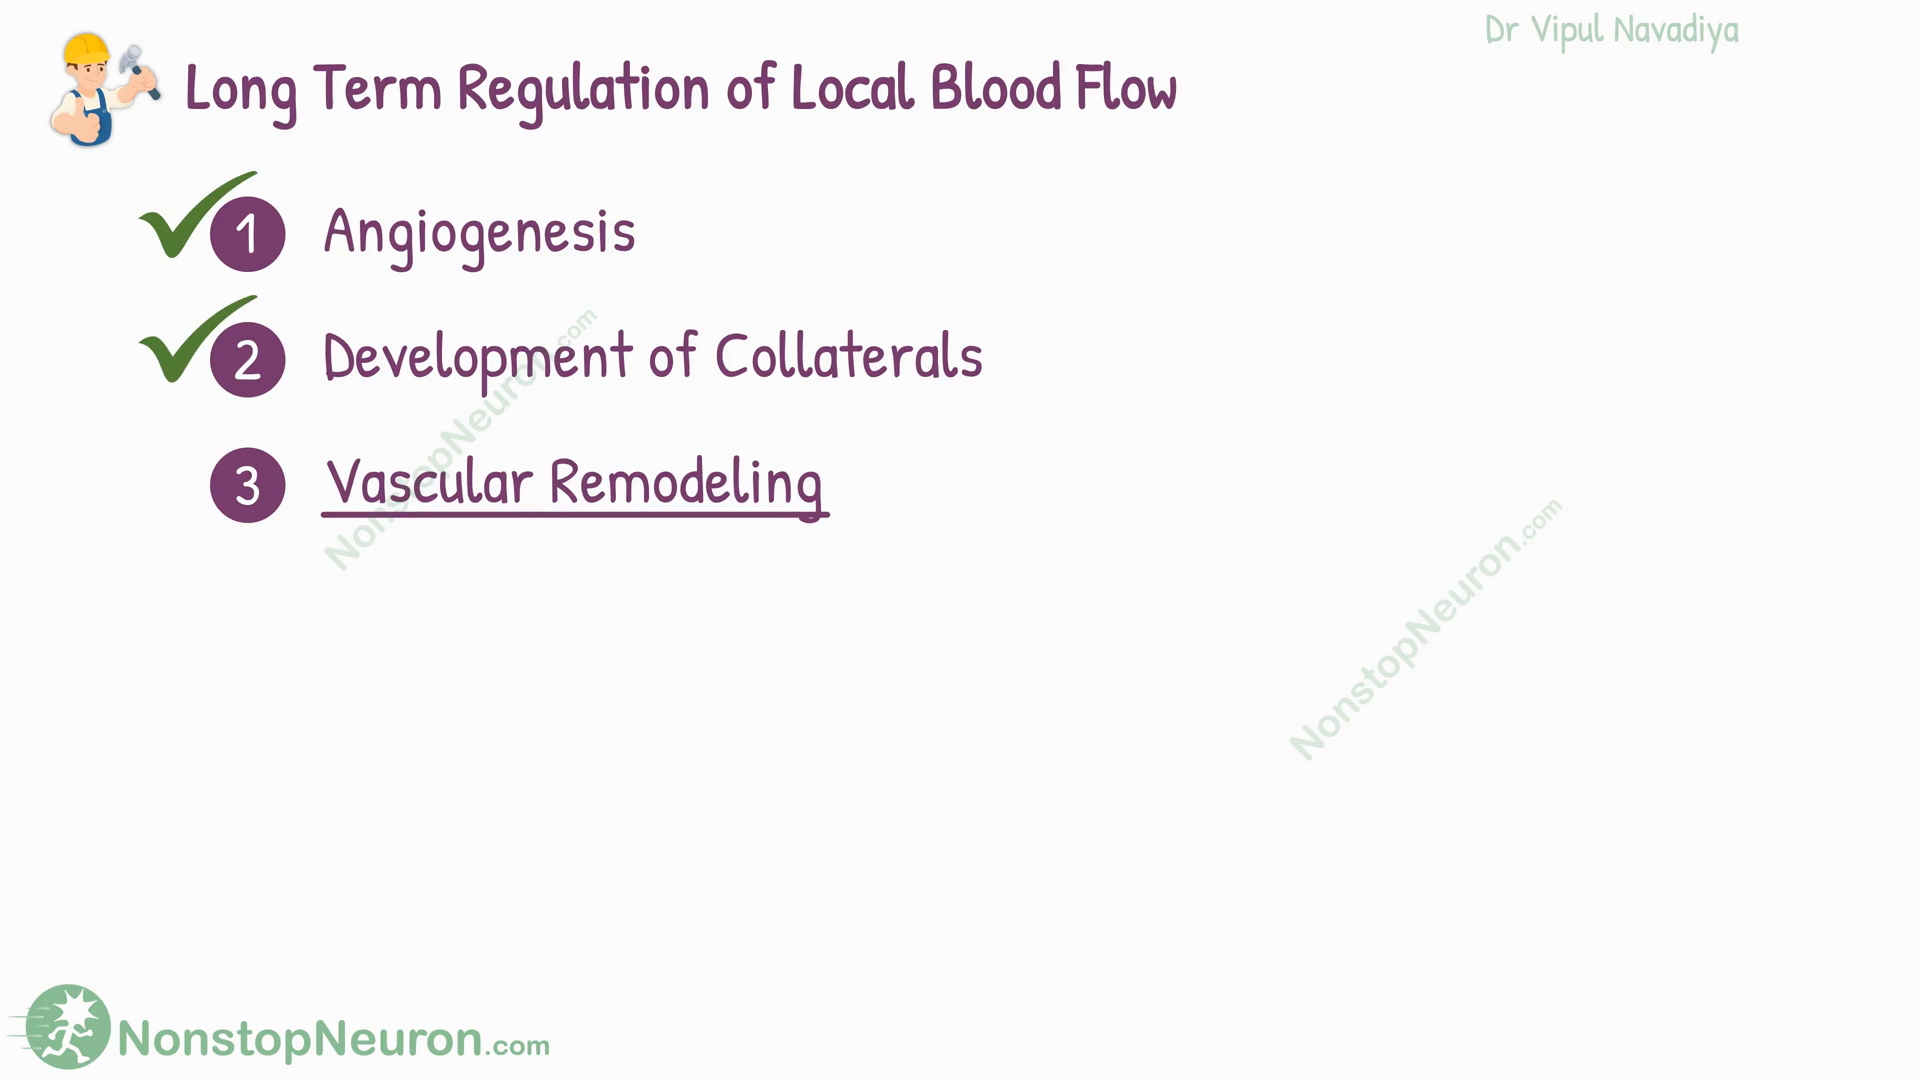 Dr Vipul Navadiya
Long Term Regulation of Local Blood Flow
1 Angiogenesis
2 Development of Collaterals
3 Vascular Remodeling
NonstopNeuron.com
NonstopNeuron.com
NonstopNeuron.com